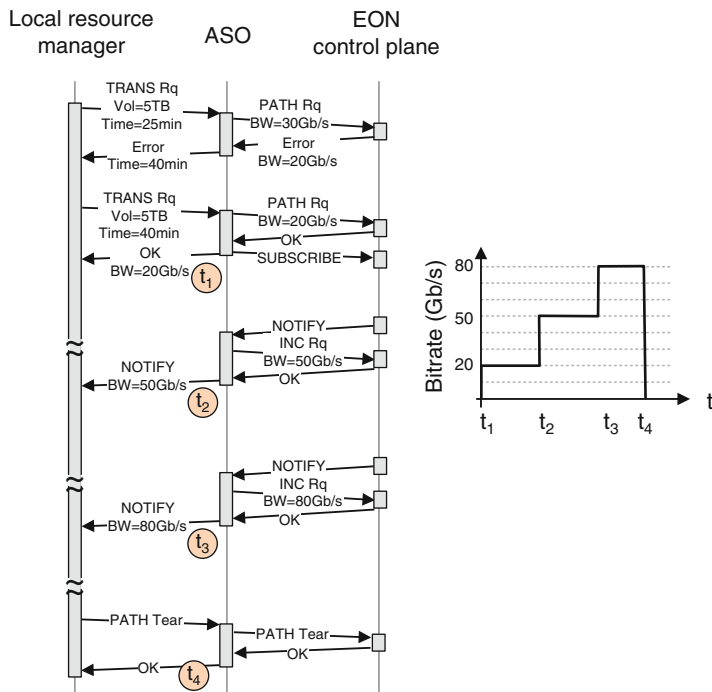 Local resource
manager
ASO
EON
control plane
TRANS Rq
Vol=5TB
Time=25min
PATH Rq
BW=30Gb/s
Error
Time=40min
Error
BW=20Gb/s
TRANS Rq
Vol=5TB
Time=40min
PATH Rq
BW=20Gb/s
OK
OK
BW=20Gb/s
SUBSCRIBE
t1
NOTIFY
INC Rq
BW=50Gb/s
OK
NOTIFY
BW=50Gb/s
t2
NOTIFY
INC Rq
BW=80Gb/s
OK
NOTIFY
BW=80Gb/s
t3
PATH Tear
PATH Tear
OK
OK
t4
Bitrate (Gb/s)
80
50
20
t
t1 t2 t3 t4